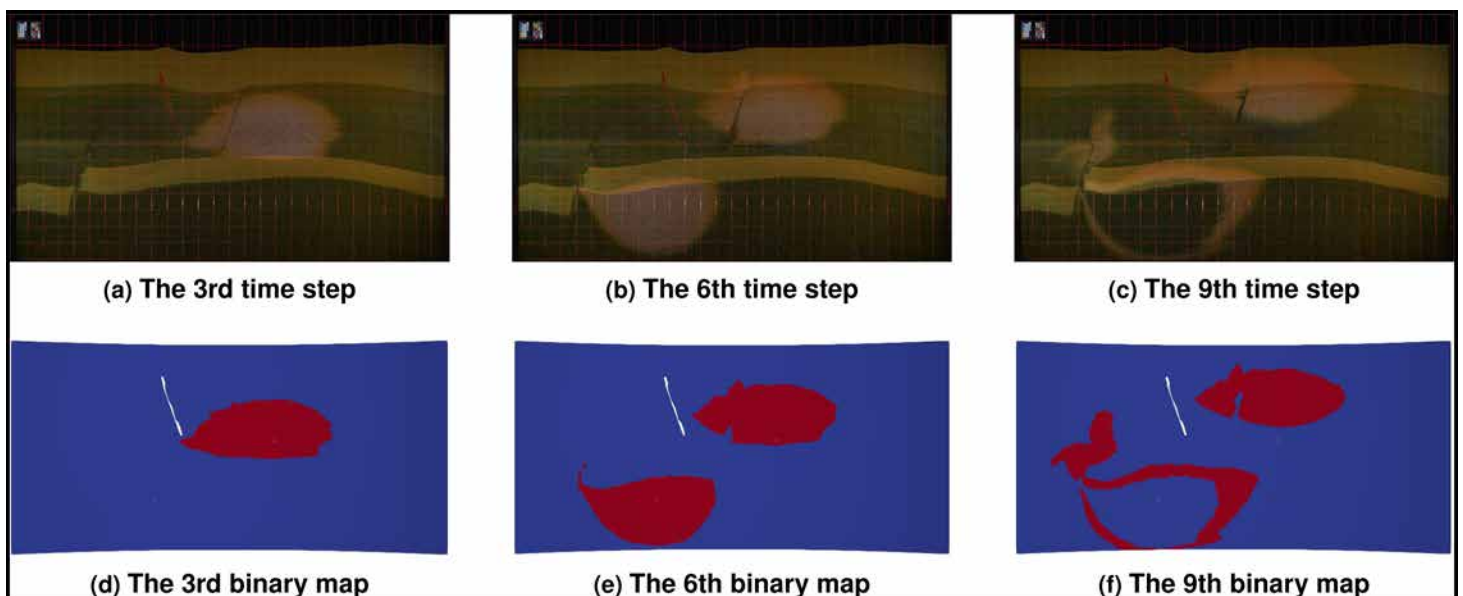 (a) The 3rd time step
(b) The 6th time step
(c) The 9th time step
(d) The 3rd binary map
(e) The 6th binary map
(f) The 9th binary map